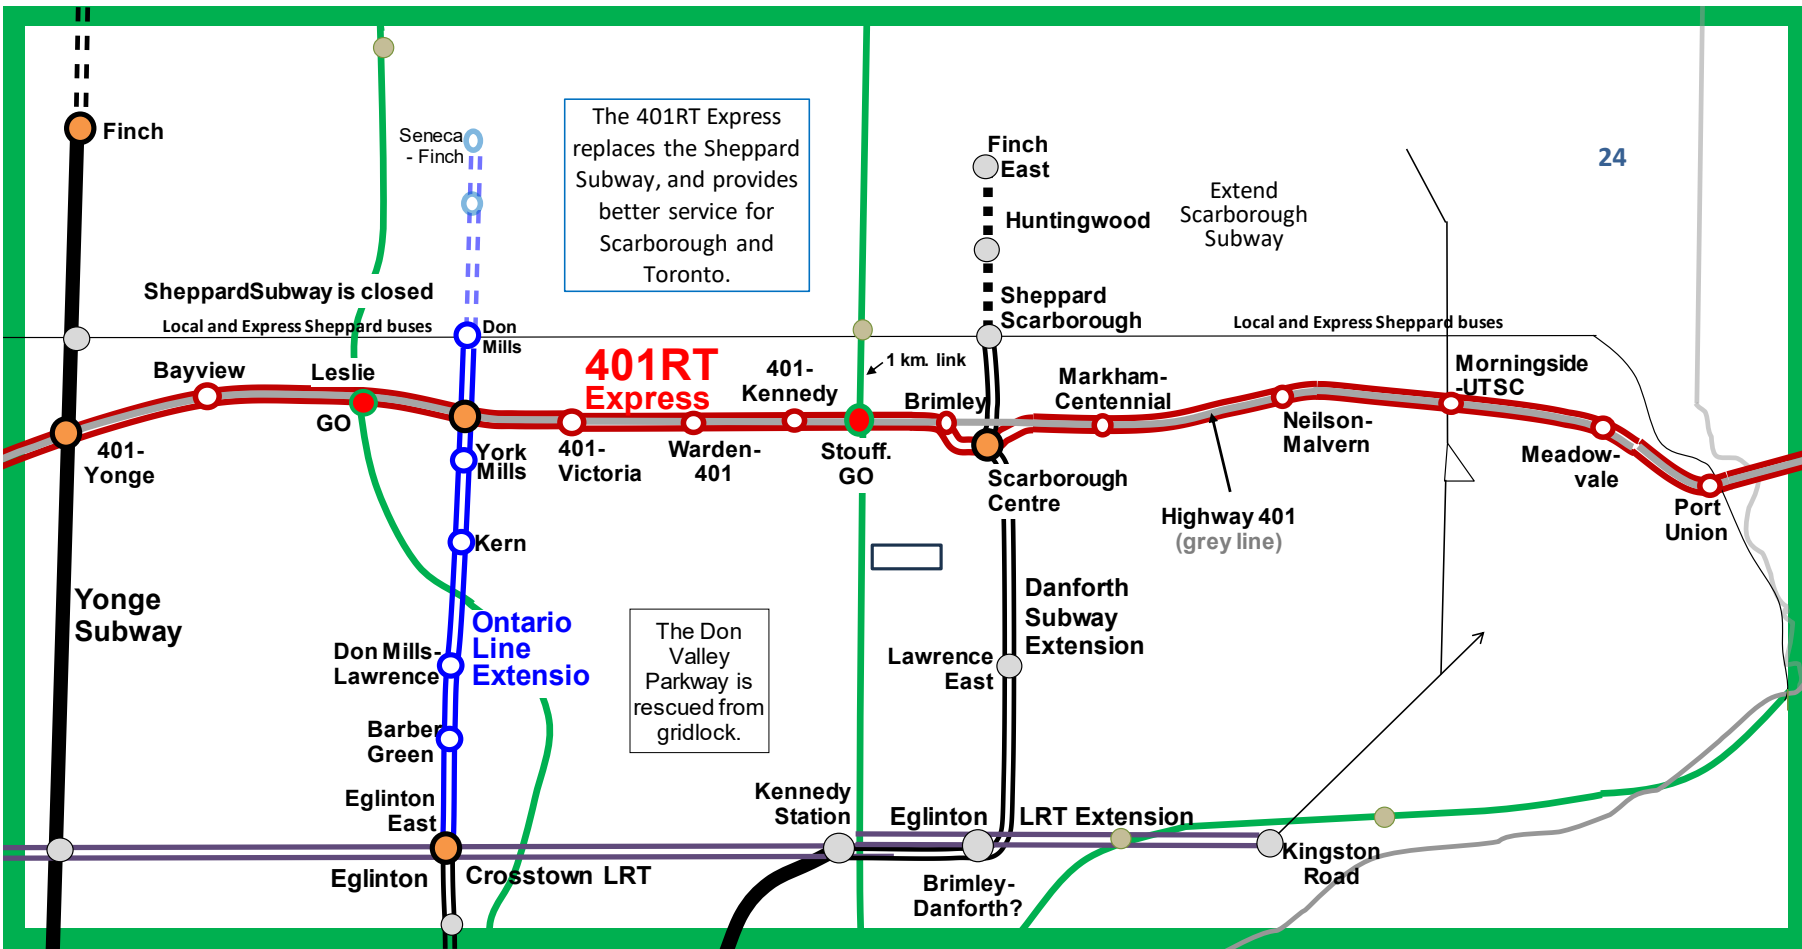 Finch
Seneca
- Finch
The 401RT Express
replaces the Sheppard
Subway, and provides
better service for
Scarborough and
Toronto.
Finch
East
Huntingwood
Extend
Scarborough
Subway
24
SheppardSubway is closed
Local and Express Sheppard buses
Don
Mills
Sheppard
Scarborough
Local and Express Sheppard buses
Bayview
Leslie
GO
401RT
Express
401-
Kennedy
1 km. link
Brimley
Markham-
Centennial
Morningside
-UTSC
401-
Yonge
York
Mills
401-
Victoria
Warden-
401
Stouff.
GO
Scarborough
Centre
Neilson-
Malvern
Meadow-
vale
Port
Union
Highway 401
(grey line)
Kern
Yonge
Subway
Ontario
Line
Extensio
Don Mills-
Lawrence
The Don
Valley
Parkway is
rescued from
gridlock.
Danforth
Subway
Extension
Lawrence
East
Barber
Green
Eglinton
East
Kennedy
Station
Eglinton
LRT Extension
Eglinton
Crosstown LRT
Brimley-
Danforth?
Kingston
Road